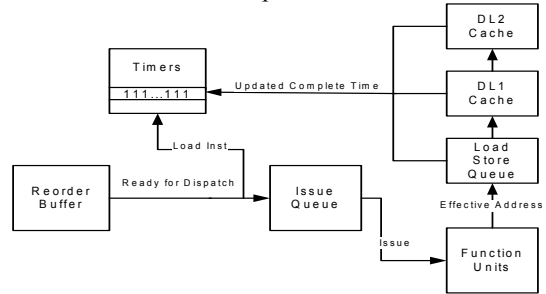 DL2
Cache
Timers
111...111
Updated Complete Time
DL1
Cache
Load Inst
Load
Store
Queue
Reorder
Buffer
Ready for Dispatch
Issue
Queue
Effective Address
Issue
Function
Units